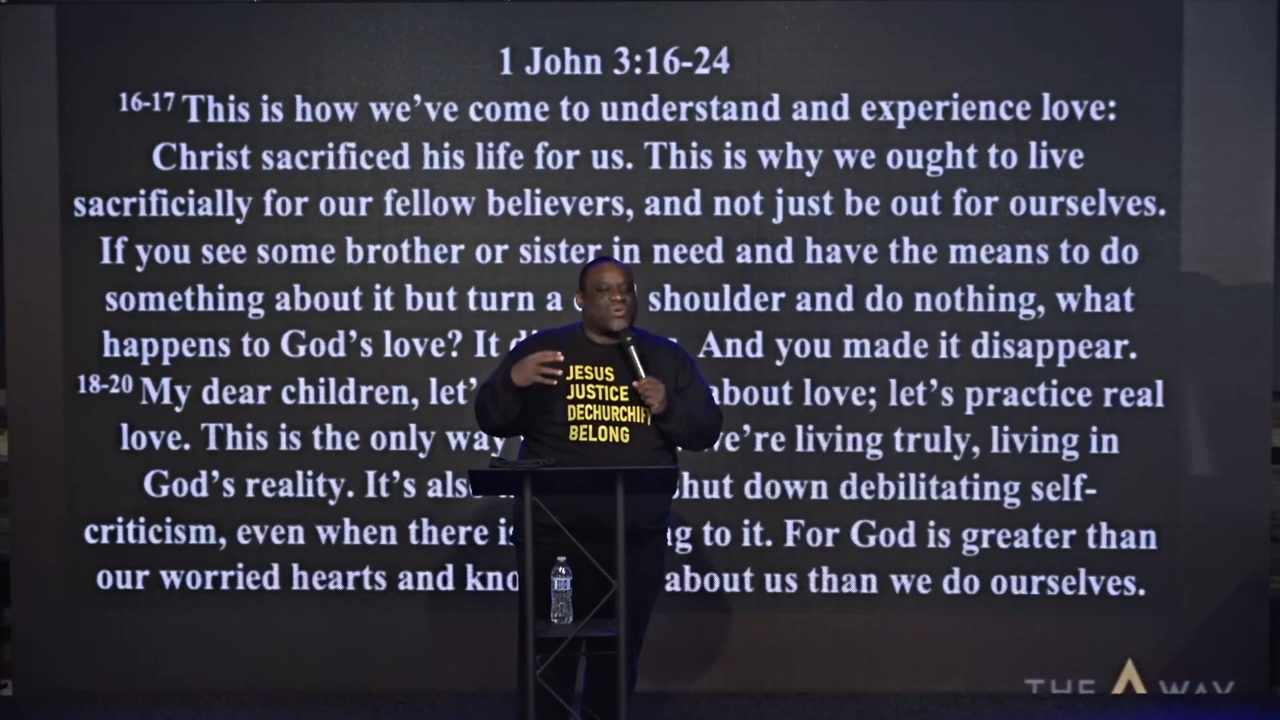 1 John 3:16-24
16-17 This is how we've come to understand and experience love:
Christ sacrificed his life for us. This is why we ought to live
sacrificially for our fellow believers, and not just be out for ourselves.
If you see some brother or sister in need and have the means to do
something about it but turn a shoulder and do nothing, what
happens to God's love? It And you made it disappear.
18-20 My dear children, let' about love; let's practice real
love. This is the only way we're living truly, living in
God's reality. It's also shut down debilitating self-
criticism, even when there is to it. For God is greater than
our worried hearts and about us than we do ourselves.
JESUS
JUSTICE
DECHURCHIFY
BELONG
THE WAY